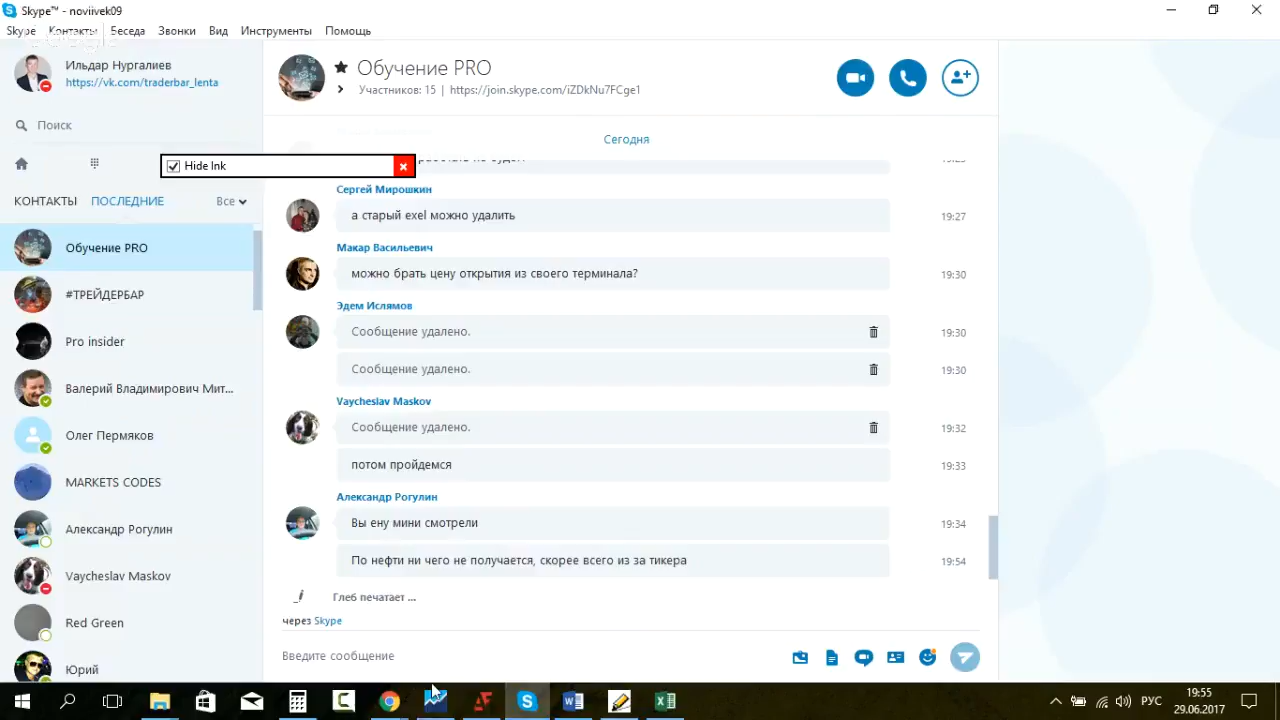 Skype™ - noviivek09
Skype Контакты Беседа Звонки Вид Инструменты Помощь
Ильдар Нургалиев
https://vk.com/traderbar_lenta
Поиск
Hide Ink
КОНТАКТЫ ПОСЛЕДНИЕ Все
Обучение PRO
#ТРЕЙДЕРБАР
Pro insider
Валерий Владимирович Мит...
Олег Пермяков
MARKETS CODES
Александр Рогулин
Vaycheslav Maskov
Red Green
Юрий
Обучение PRO
Участников: 15 | https://join.skype.com/iZDkNu7FCge1
Сегодня
Сергей Мирошкин
а старый exel можно удалить 19:27
Макар Васильевич
можно брать цену открытия из своего терминала? 19:30
Эдем Ислямов
Сообщение удалено. 19:30
Сообщение удалено. 19:30
Vaycheslav Maskov
Сообщение удалено. 19:32
потом пройдемся 19:33
Александр Рогулин
Вы ену мини смотрели 19:34
По нефти ни чего не получается, скорее всего из за тикера 19:54
Глеб печатает ...
через Skype
Введите сообщение
РУС
19:55
29.06.2017